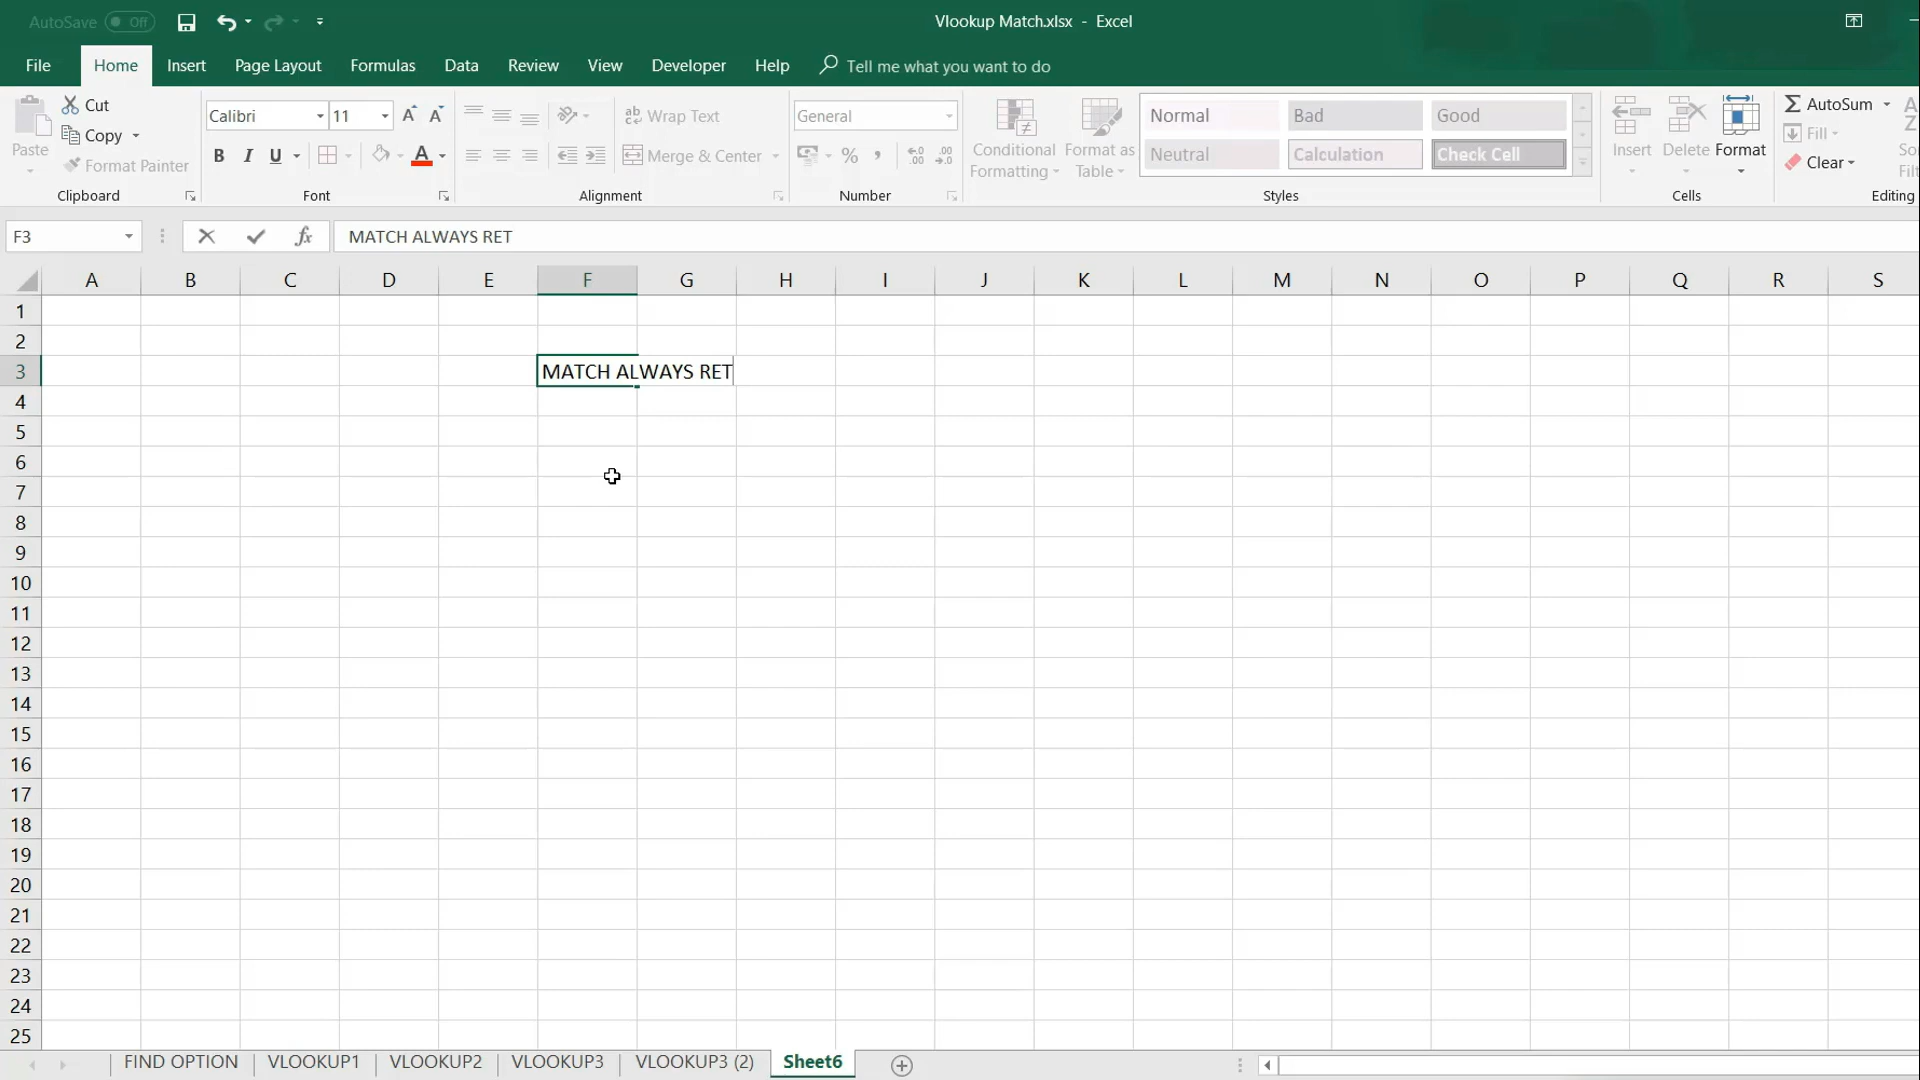 AutoSave Off Vlookup Match.xlsx - Excel
File Home Insert Page Layout Formulas Data Review View Developer Help Tell me what you want to do
Paste
Cut
Copy
Format Painter
Clipboard
Calibri 11
B I U
Font
Wrap Text
Merge & Center
Alignment
General
Number
Conditional Formatting
Format as Table
Normal Bad Good
Neutral Calculation Check Cell
Styles
Insert Delete Format
Cells
AutoSum
Fill
Clear
Editing
F3 fx MATCH ALWAYS RET
A B C D E F G H I J K L M N O P Q R S
1
2
3 MATCH ALWAYS RET
4
5
6
7
8
9
10
11
12
13
14
15
16
17
18
19
20
21
22
23
24
25
FIND OPTION VLOOKUP1 VLOOKUP2 VLOOKUP3 VLOOKUP3 (2) Sheet6